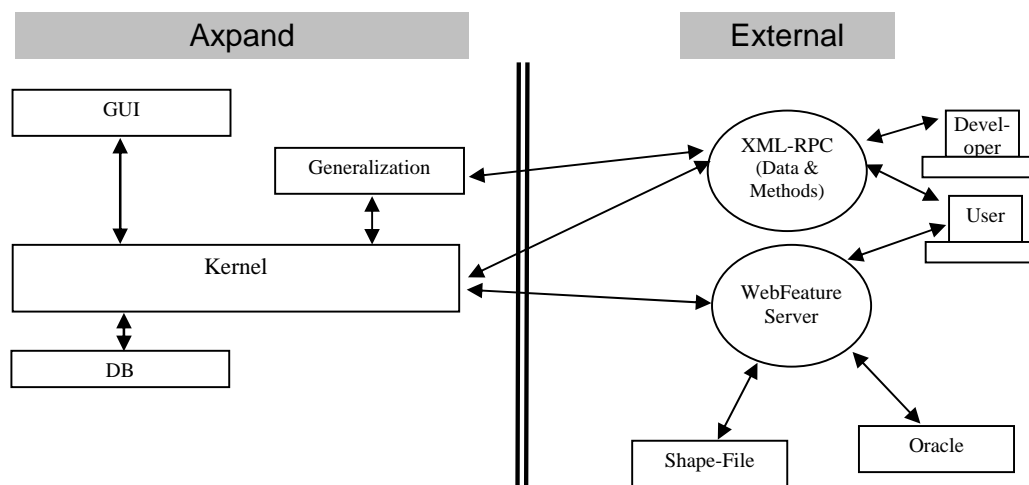 Axpand
External
GUI
Generalization
Kernel
DB
XML-RPC
(Data &
Methods)
Devel-
oper
User
WebFeature
Server
Shape-File
Oracle